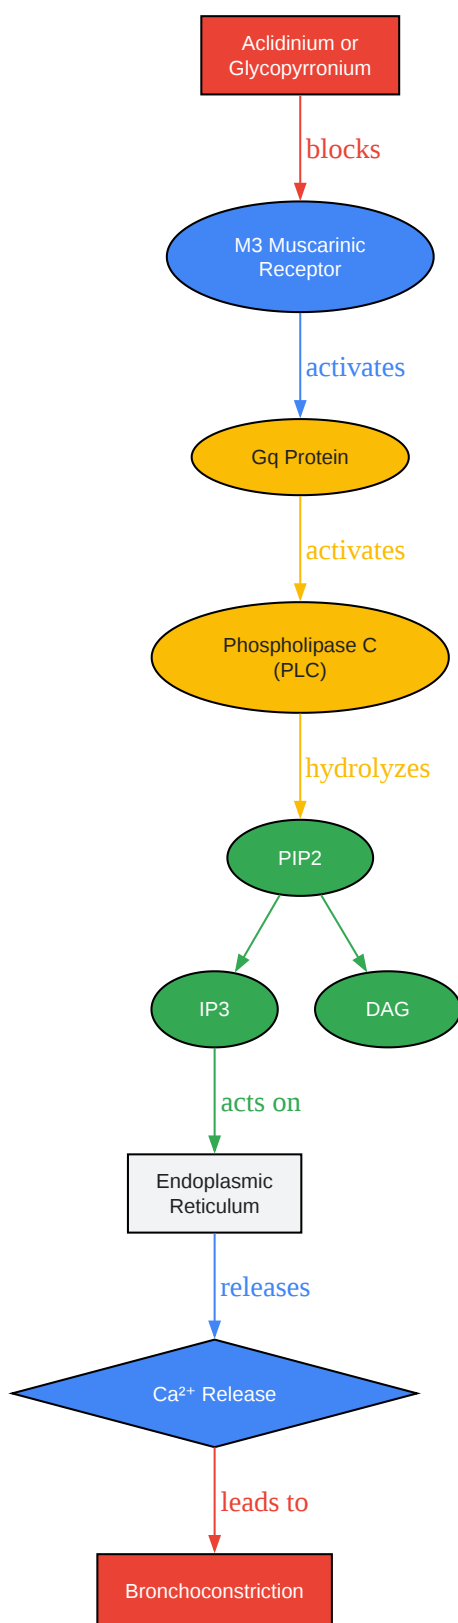 Aclidinium or
Glycopyrronium
blocks
M3 Muscarinic
Receptor
activates
Gq Protein
activates
Phospholipase C
(PLC)
hydrolyzes
PIP2
IP3
DAG
acts on
Endoplasmic
Reticulum
releases
Ca²⁺ Release
leads to
Bronchoconstriction